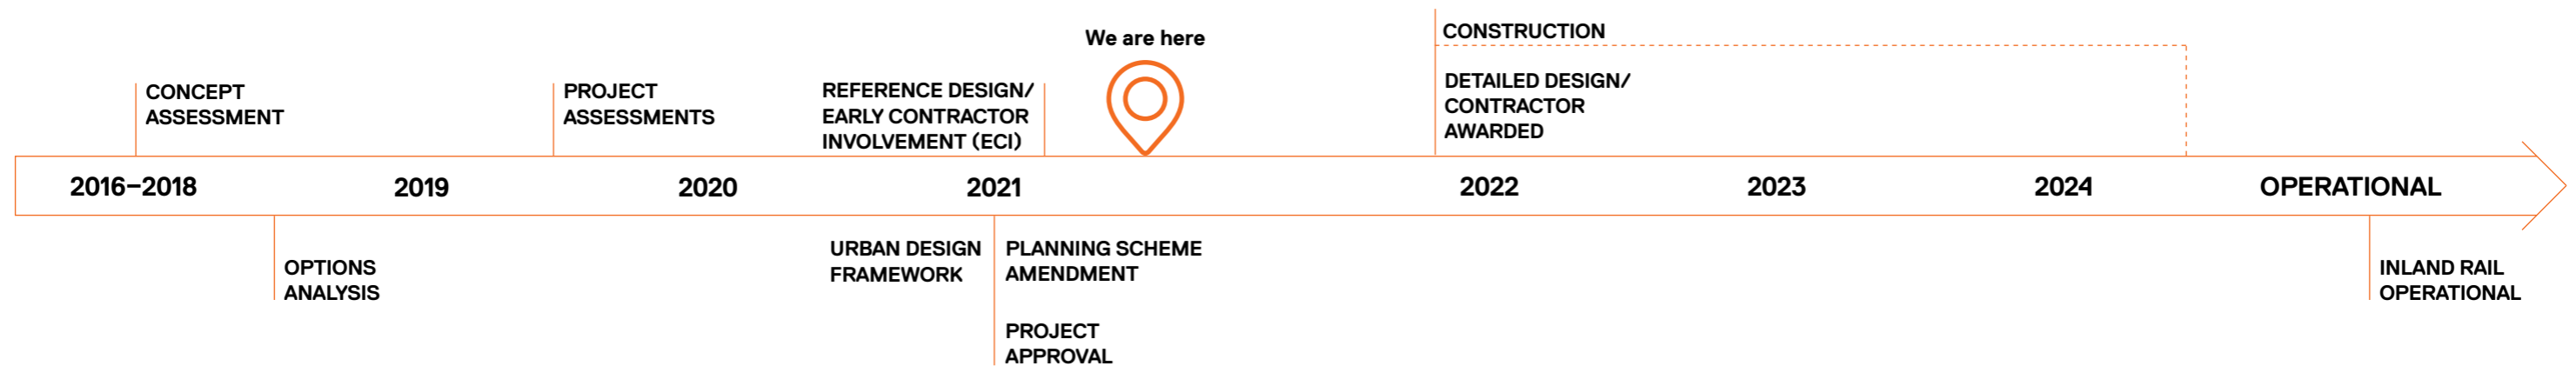 We are here
CONSTRUCTION
CONCEPT
ASSESSMENT
PROJECT
ASSESSMENTS
REFERENCE DESIGN/
EARLY CONTRACTOR
INVOLVEMENT (ECI)
DETAILED DESIGN/
CONTRACTOR
AWARDED
2016–2018 2019 2020 2021 2022 2023 2024 OPERATIONAL
OPTIONS
ANALYSIS
URBAN DESIGN
FRAMEWORK
PLANNING SCHEME
AMENDMENT
PROJECT
APPROVAL
INLAND RAIL
OPERATIONAL